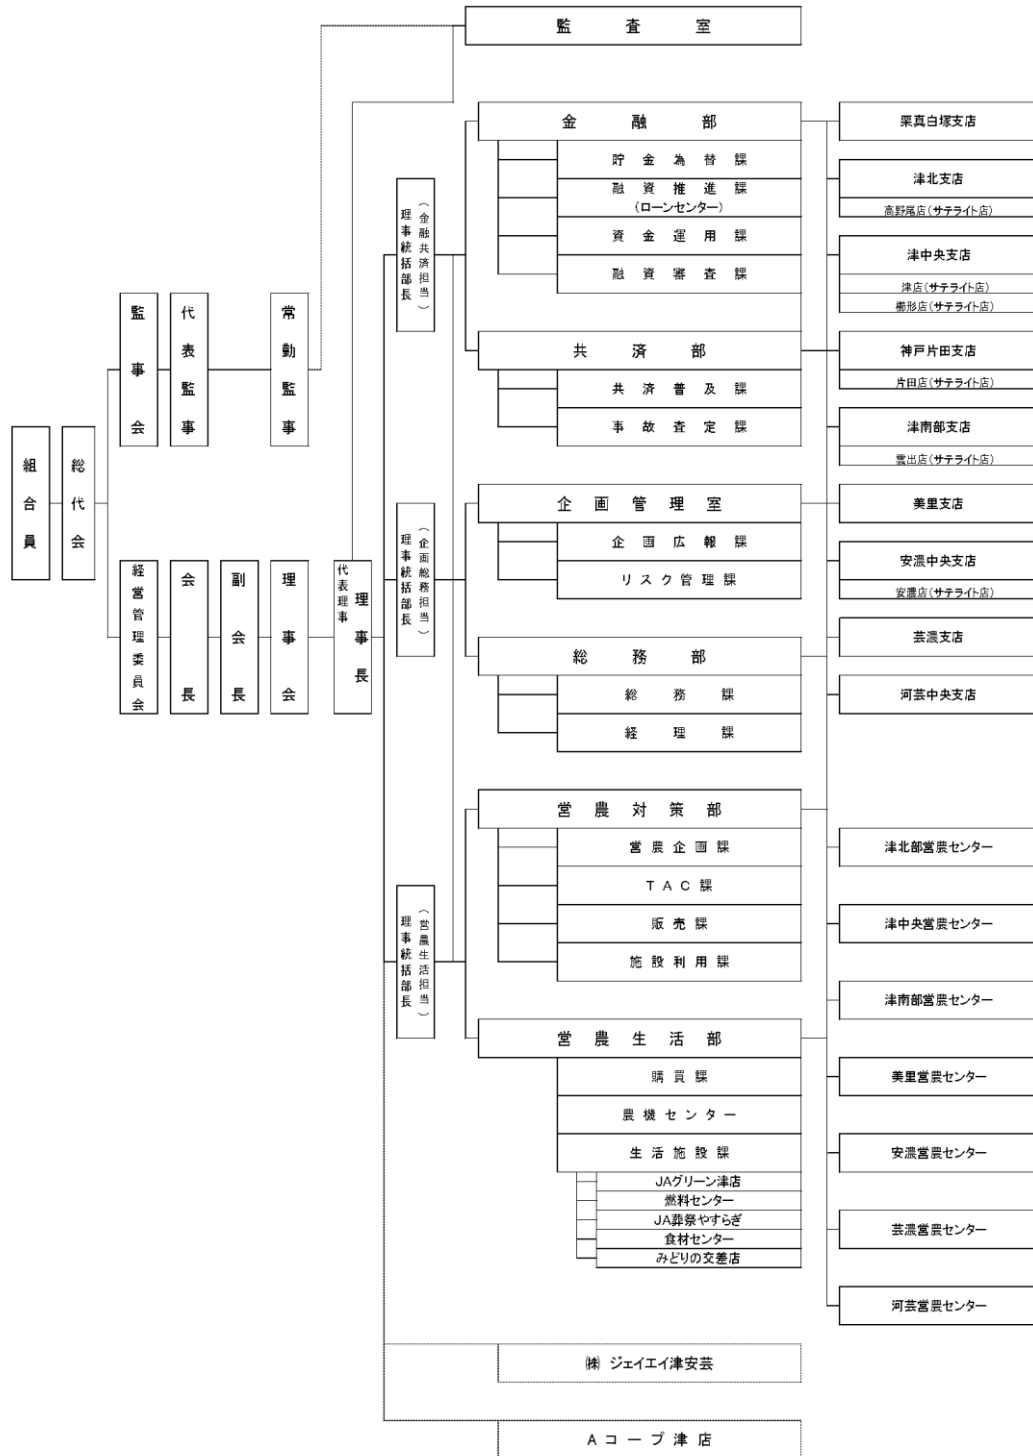 組合員
総代会
監事会
代表監事
常勤監事
経営管理委員会
会長
副会長
理事会
代表理事
理事長
監査室
(金融共済担当)
理事統括部長
金融部
貯金為替課
融資推進課
(ローンセンター)
資金運用課
融資審査課
共済部
共済普及課
事故査定課
(企画総務担当)
理事統括部長
企画管理室
企画広報課
リスク管理課
総務部
総務課
経理課
(営農生活担当)
理事統括部長
営農対策部
営農企画課
TAC課
販売課
施設利用課
営農生活部
購買課
農機センター
生活施設課
JAグリーン津店
燃料センター
JA葬祭やすらぎ
食材センター
みどりの交差店
㈱ ジェイエイ津安芸
Aコープ津店
栗真白塚支店
津北支店
高野尾店(サテライト店)
津中央支店
津店(サテライト店)
櫛形店(サテライト店)
神戸片田支店
片田店(サテライト店)
津南部支店
雲出店(サテライト店)
美里支店
安濃中央支店
安濃店(サテライト店)
芸濃支店
河芸中央支店
津北部営農センター
津中央営農センター
津南部営農センター
美里営農センター
安濃営農センター
芸濃営農センター
河芸営農センター